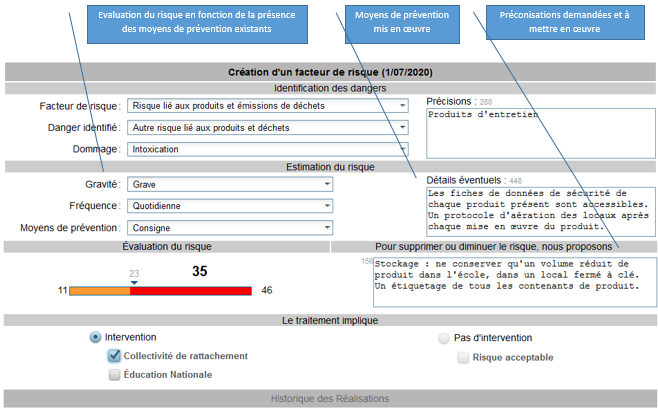 Evaluation du risque en fonction de la présence
des moyens de prévention existants
Moyens de prévention
mis en œuvre
Préconisations demandées et à
mettre en œuvre
Création d'un facteur de risque (1/07/2020)
Identification des dangers
Facteur de risque : Risque lié aux produits et émissions de déchets
Danger identifié : Autre risque lié aux produits et déchets
Dommage : Intoxication
Précisions : 280
Produits d'entretien
Estimation du risque
Gravité : Grave
Fréquence : Quotidienne
Moyens de prévention : Consigne
Détails éventuels : 448
Les fiches de données de sécurité de
chaque produit présent sont accessibles.
Un protocole d'aération des locaux après
chaque mise en œuvre du produit.
Évaluation du risque
23
35
11
46
Pour supprimer ou diminuer le risque, nous proposons
156
Stockage : ne conserver qu'un volume réduit de
produit dans l'école, dans un local fermé à clé.
Un étiquetage de tous les contenants de produit.
Le traitement implique
Intervention
Collectivité de rattachement
Éducation Nationale
Pas d'intervention
Risque acceptable
Historique des Réalisations